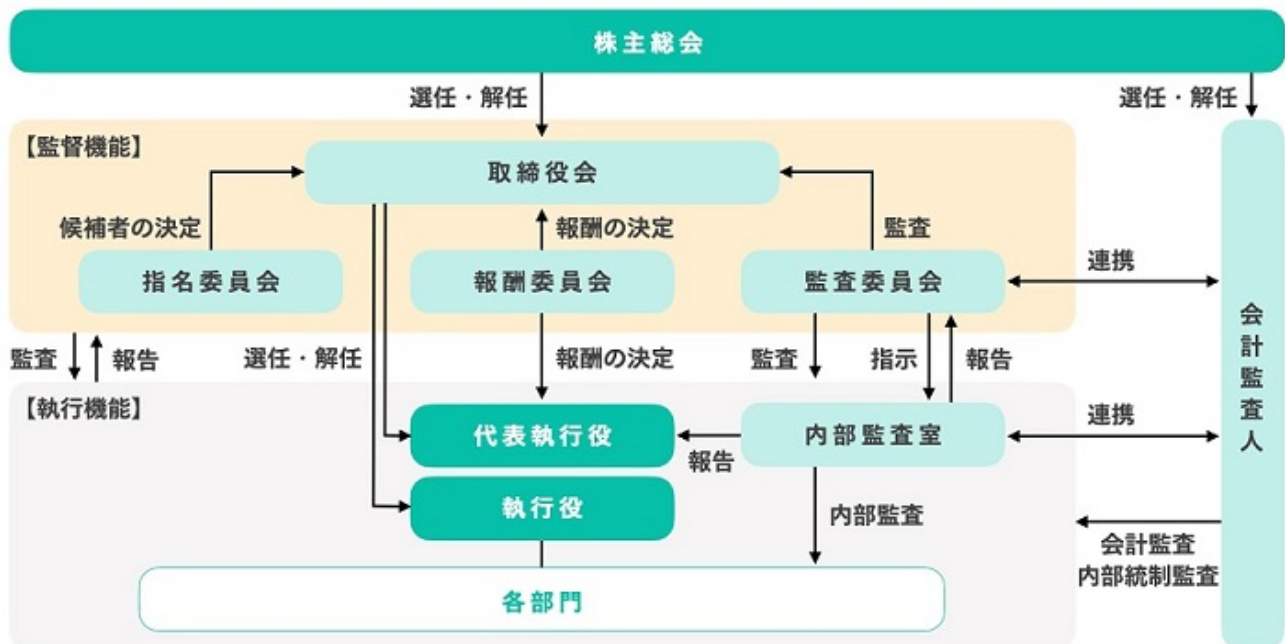 株主総会
選任・解任
選任・解任
【監督機能】
取締役会
候補者の決定
報酬の決定
監査
指名委員会
報酬委員会
監査委員会
連携
会計監査人
監査
報告
選任・解任
報酬の決定
監査
指示
報告
【執行機能】
代表執行役
報告
内部監査室
連携
執行役
内部監査
会計監査
内部統制監査
各部門